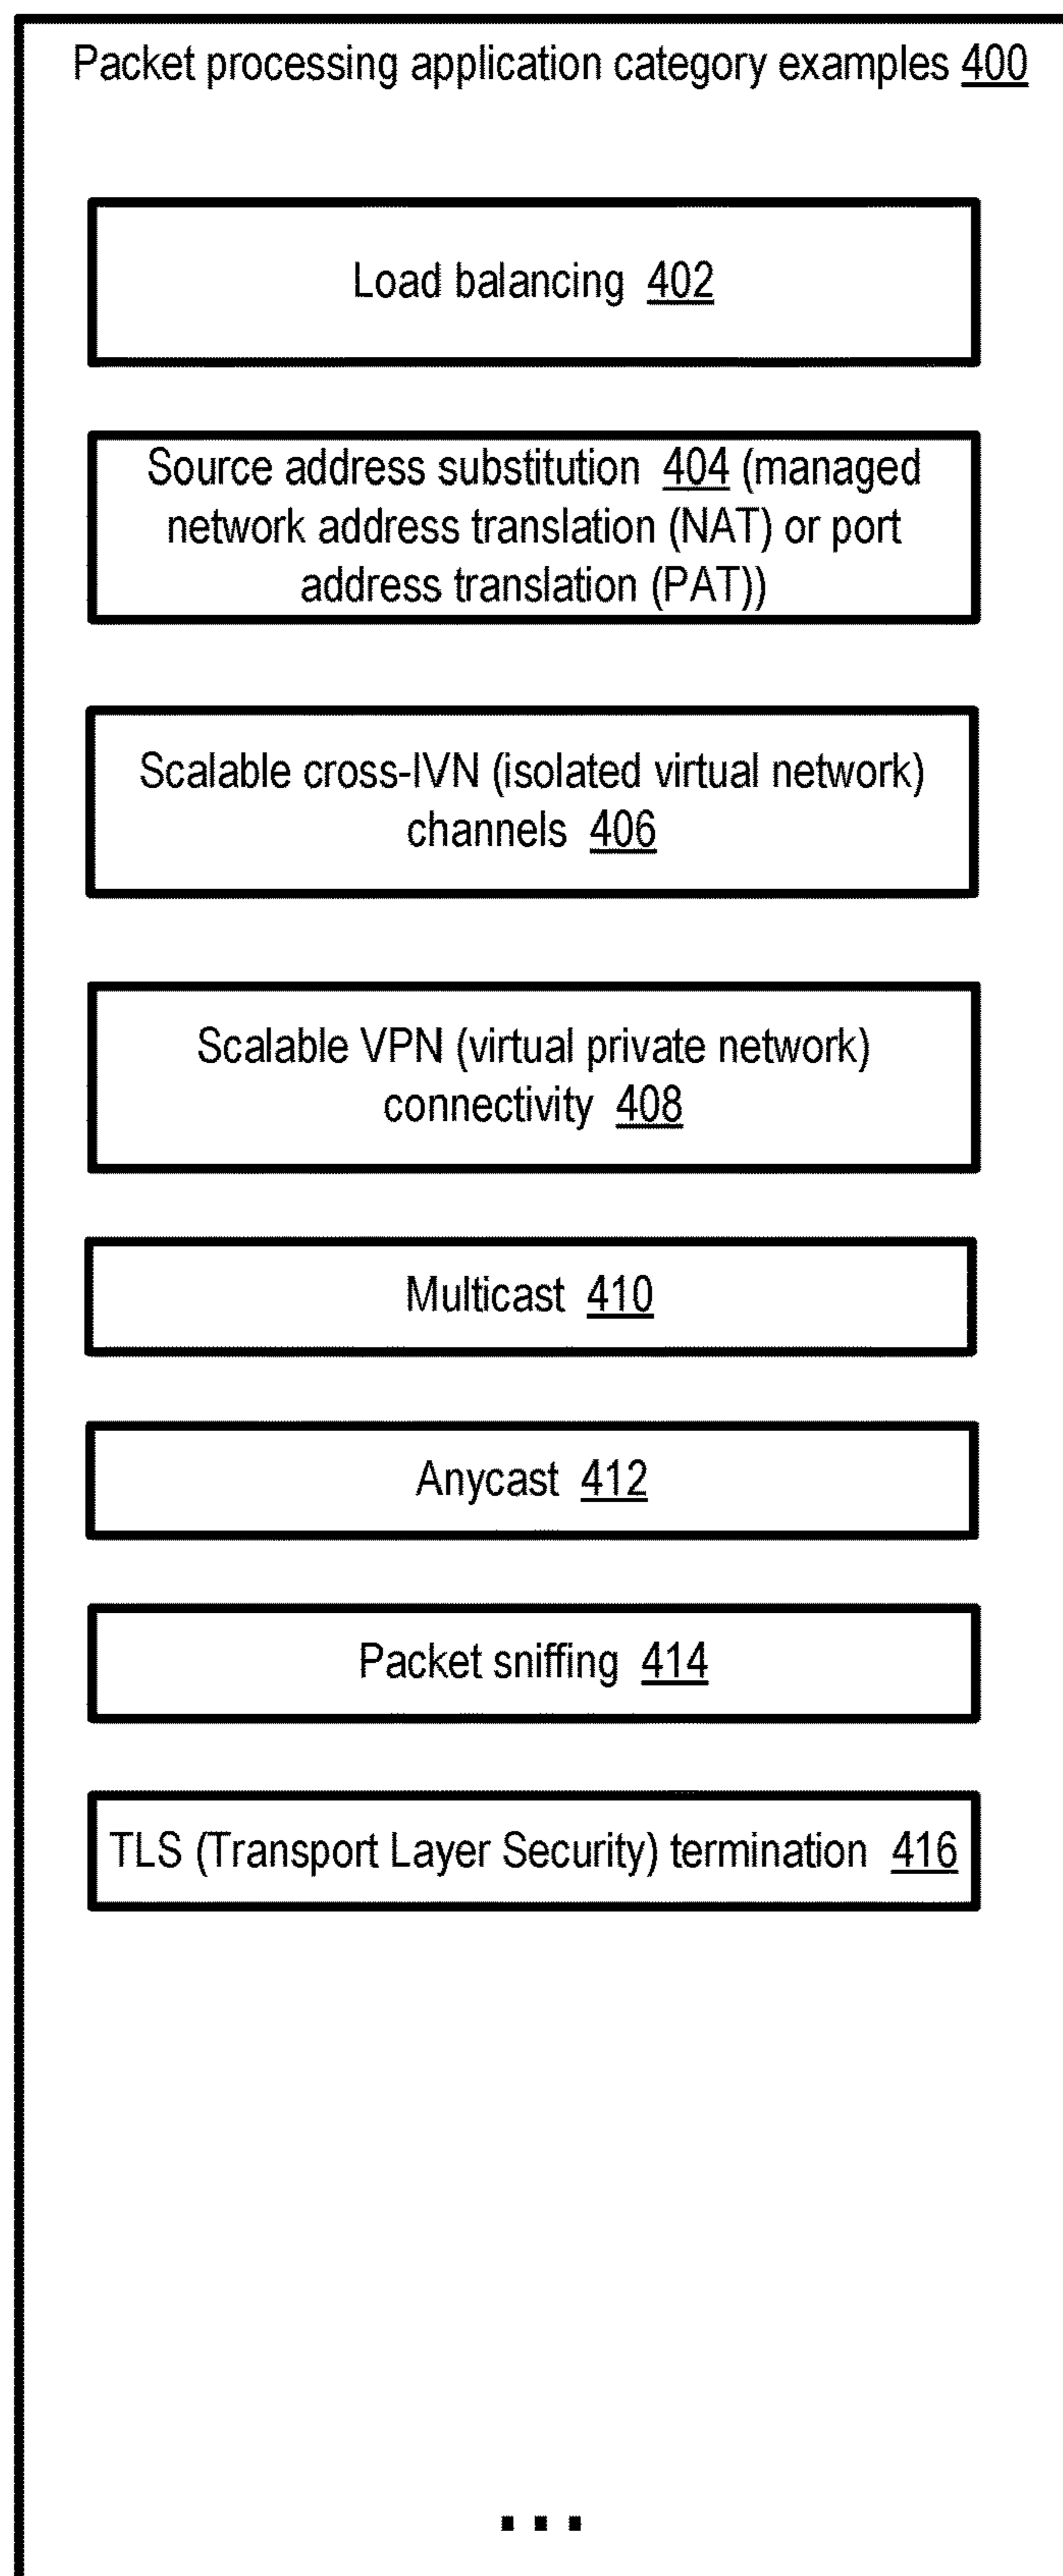 Packet processing application category examples 400
Load balancing 402
Source address substitution 404 (managed
network address translation (NAT) or port
address translation (PAT))
Scalable cross-IVN (isolated virtual network)
channels 406
Scalable VPN (virtual private network)
connectivity 408
Multicast 410
Anycast 412
Packet sniffing 414
TLS (Transport Layer Security) termination 416
...